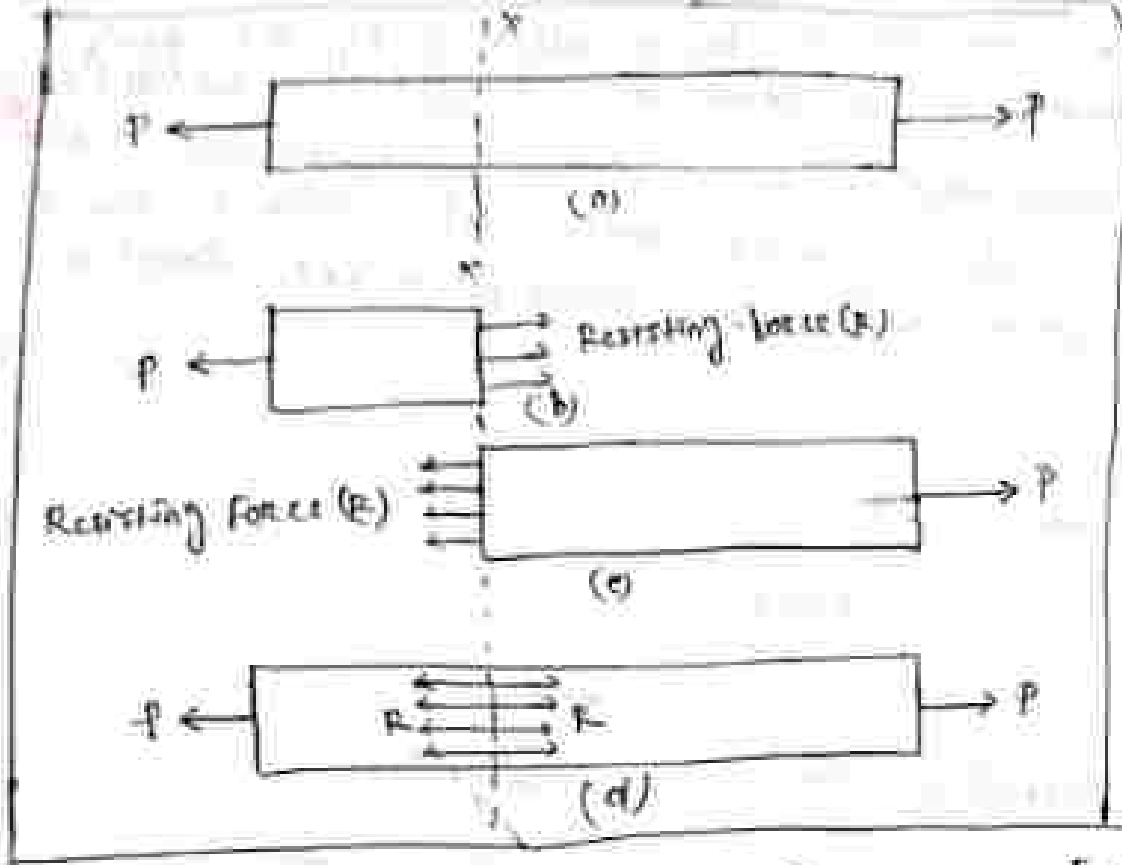 X
P P
(a)
x
P Resisting force (R)
(b)
Resisting Force (R) P
(c)
P R R P
(d)